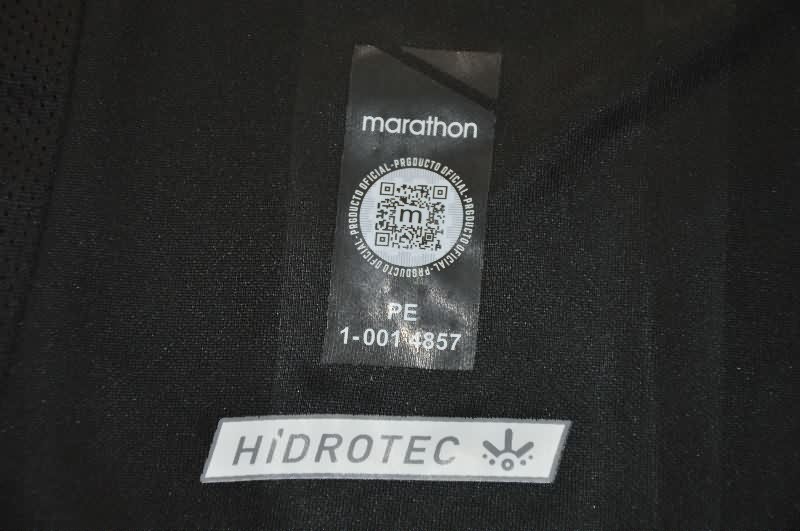 marathon
PRODUCTO OFICIAL-PRODUCTO OFICIAL-PRODUCTO OFICIAL-PRODUCTO OFICIAL-
m
PE
1-001 4857
HiDROTEC